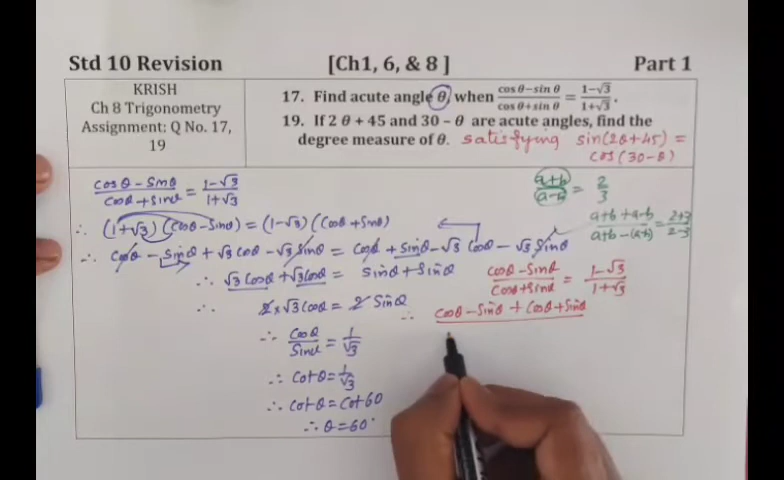 Std 10 Revision [Ch1, 6, & 8 ] Part 1
KRISH
Ch 8 Trigonometry
Assignment: Q No. 17,
19
17. Find acute angle θ, when (cos θ−sin θ)/(cos θ+sin θ) = (1−√3)/(1+√3).
19. If 2 θ + 45 and 30 − θ are acute angles, find the
degree measure of θ. satisfying sin(2θ+45) =
cos(30-θ)
(cosθ - sinθ)/(cosθ + sinθ) = (1-√3)/(1+√3)
∴ (1+√3)(cosθ - sinθ) = (1-√3)(cosθ + sinθ)
∴ cosθ - sinθ + √3 cosθ - √3 sinθ = cosθ + sinθ - √3 cosθ - √3 sinθ
∴ √3 cosθ + √3 cosθ = sinθ + sinθ
∴ 2×√3 cosθ = 2 sinθ
∴ cosθ/sinθ = 1/√3
∴ cotθ = 1/√3
∴ cotθ = cot60
∴ θ = 60°
(a+b)/(a-b) = 2/3
(a+b + a-b)/(a+b - (a-b)) = (2+3)/(2-3)
(cosθ - sinθ)/(cosθ + sinθ) = (1-√3)/(1+√3)
∴ cosθ - sinθ + cosθ + sinθ